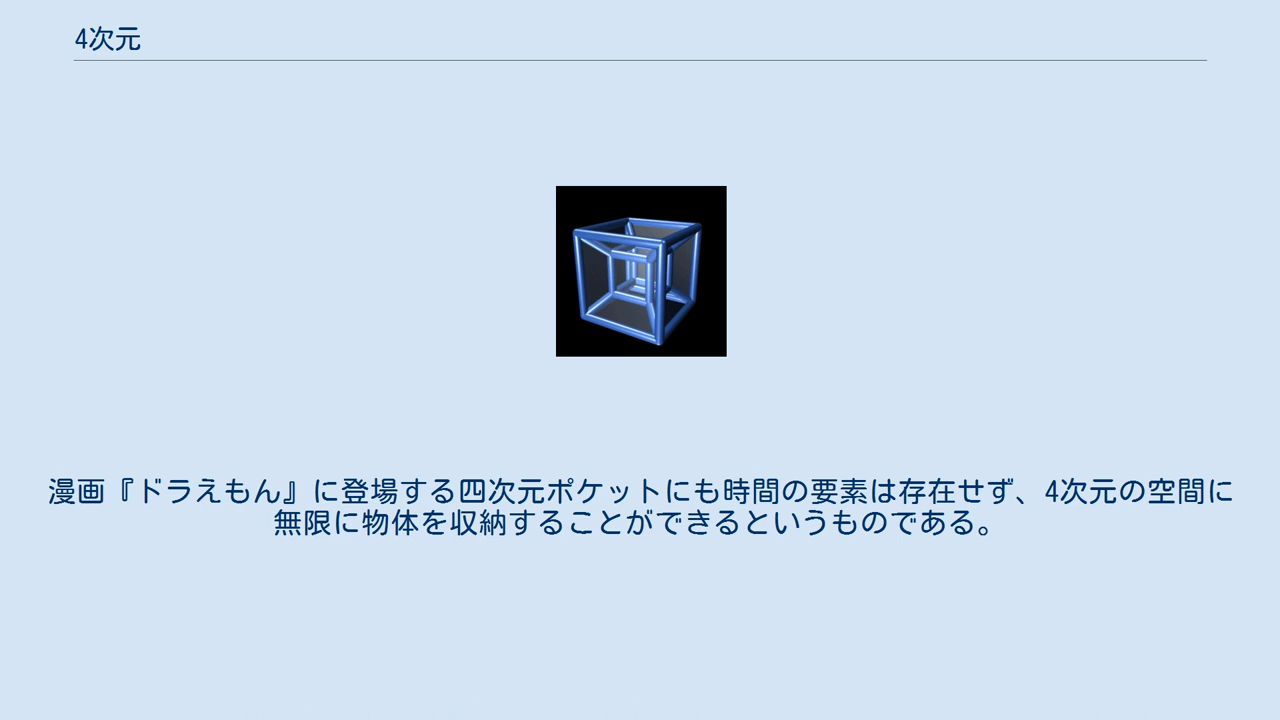 4次元
漫画『ドラえもん』に登場する四次元ポケットにも時間の要素は存在せず、4次元の空間に
無限に物体を収納することができるというものである。